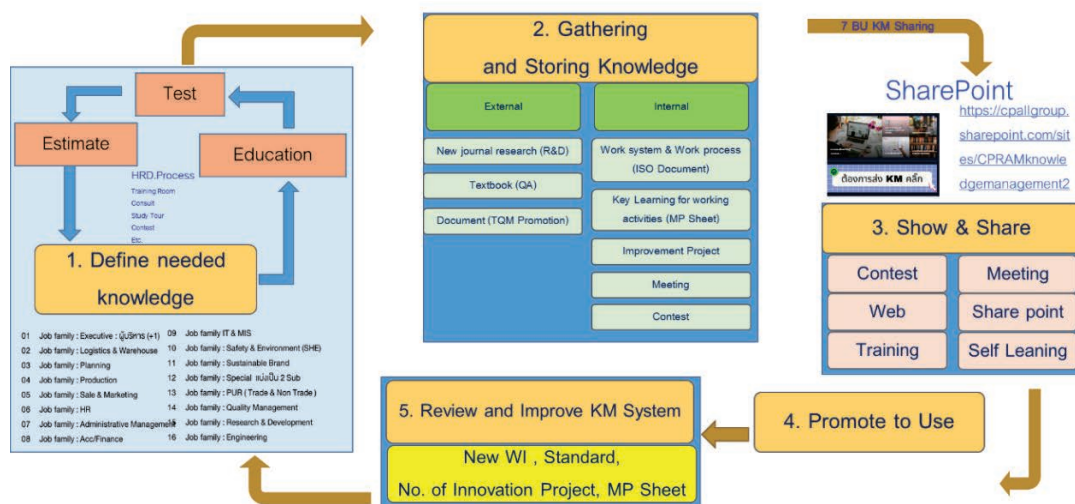 Test
Estimate
Education
HRD.Process
Training Room
Consult
Study Tour
Contest
Etc.
1. Define needed
knowledge
01 Job family : Executive : ผู้บริหาร (+1)
02 Job family : Logistics & Warehouse
03 Job family : Planning
04 Job family : Production
05 Job family : Sale & Marketing
06 Job family : HR
07 Job family : Administrative Management
08 Job family : Acc/Finance
09 Job family IT & MIS
10 Job family : Safety & Environment (SHE)
11 Job family : Sustainable Brand
12 Job family : Special แม่สปั้น 2 Sub
13 Job family : PUR ( Trade & Non Trade )
14 Job family : Quality Management
15 Job family : Research & Development
16 Job family : Engineering
2. Gathering
and Storing Knowledge
External
Internal
New journal research (R&D)
Textbook (QA)
Document (TQM Promotion)
Work system & Work process
(ISO Document)
Key Learning for working
activities (MP Sheet)
Improvement Project
Meeting
Contest
7 BU KM Sharing
SharePoint
https://cpallgroup.
sharepoint.com/sit
es/CPRAMknowle
dgemanagement2
ต้องการส่ง KM คลิ๊ก
3. Show & Share
Contest
Meeting
Web
Share point
Training
Self Leaning
4. Promote to Use
5. Review and Improve KM System
New WI , Standard,
No. of Innovation Project, MP Sheet